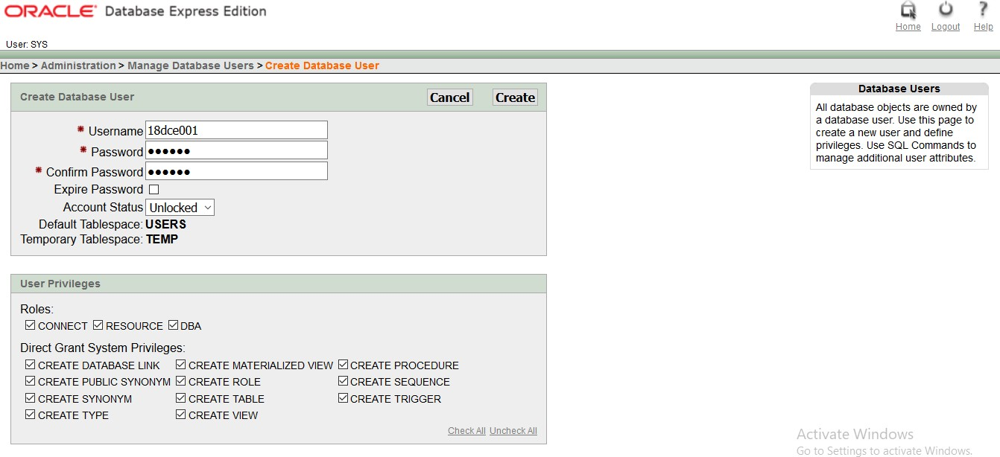 ORACLE Database Express Edition
Home Logout Help
User: SYS
Home > Administration > Manage Database Users > Create Database User
Create Database User Cancel Create
* Username 18dce001
* Password ••••••
* Confirm Password ••••••
Expire Password
Account Status Unlocked
Default Tablespace: USERS
Temporary Tablespace: TEMP
Database Users
All database objects are owned by
a database user. Use this page to
create a new user and define
privileges. Use SQL Commands to
manage additional user attributes.
User Privileges
Roles:
CONNECT RESOURCE DBA
Direct Grant System Privileges:
CREATE DATABASE LINK CREATE MATERIALIZED VIEW CREATE PROCEDURE
CREATE PUBLIC SYNONYM CREATE ROLE CREATE SEQUENCE
CREATE SYNONYM CREATE TABLE CREATE TRIGGER
CREATE TYPE CREATE VIEW
Check All Uncheck All
Activate Windows
Go to Settings to activate Windows.